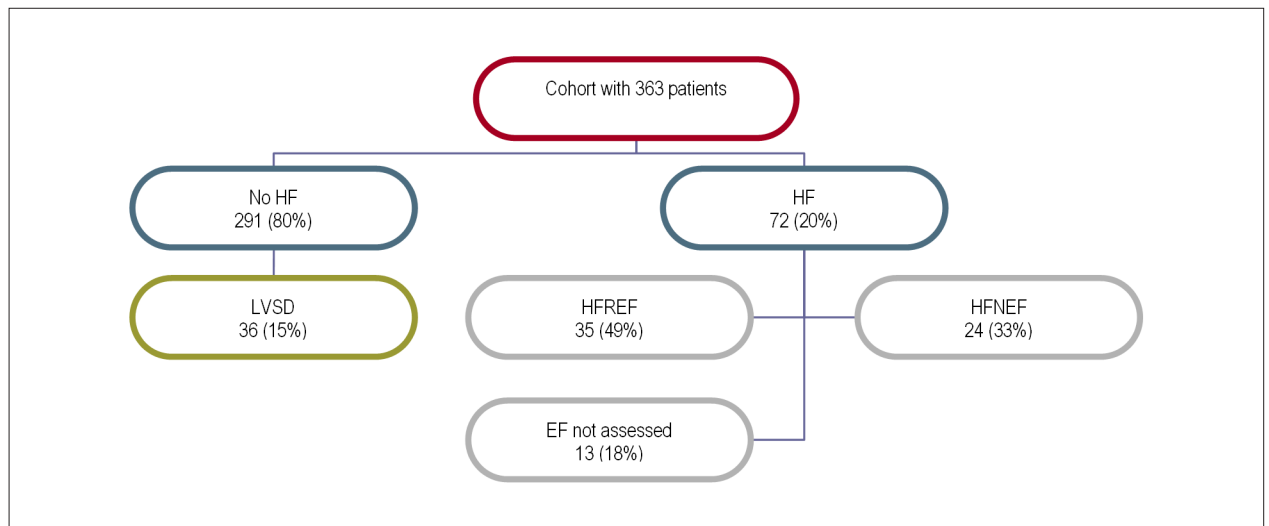 Cohort with 363 patients
No HF
291 (80%)
HF
72 (20%)
LVSD
36 (15%)
HFREF
35 (49%)
HFNEF
24 (33%)
EF not assessed
13 (18%)